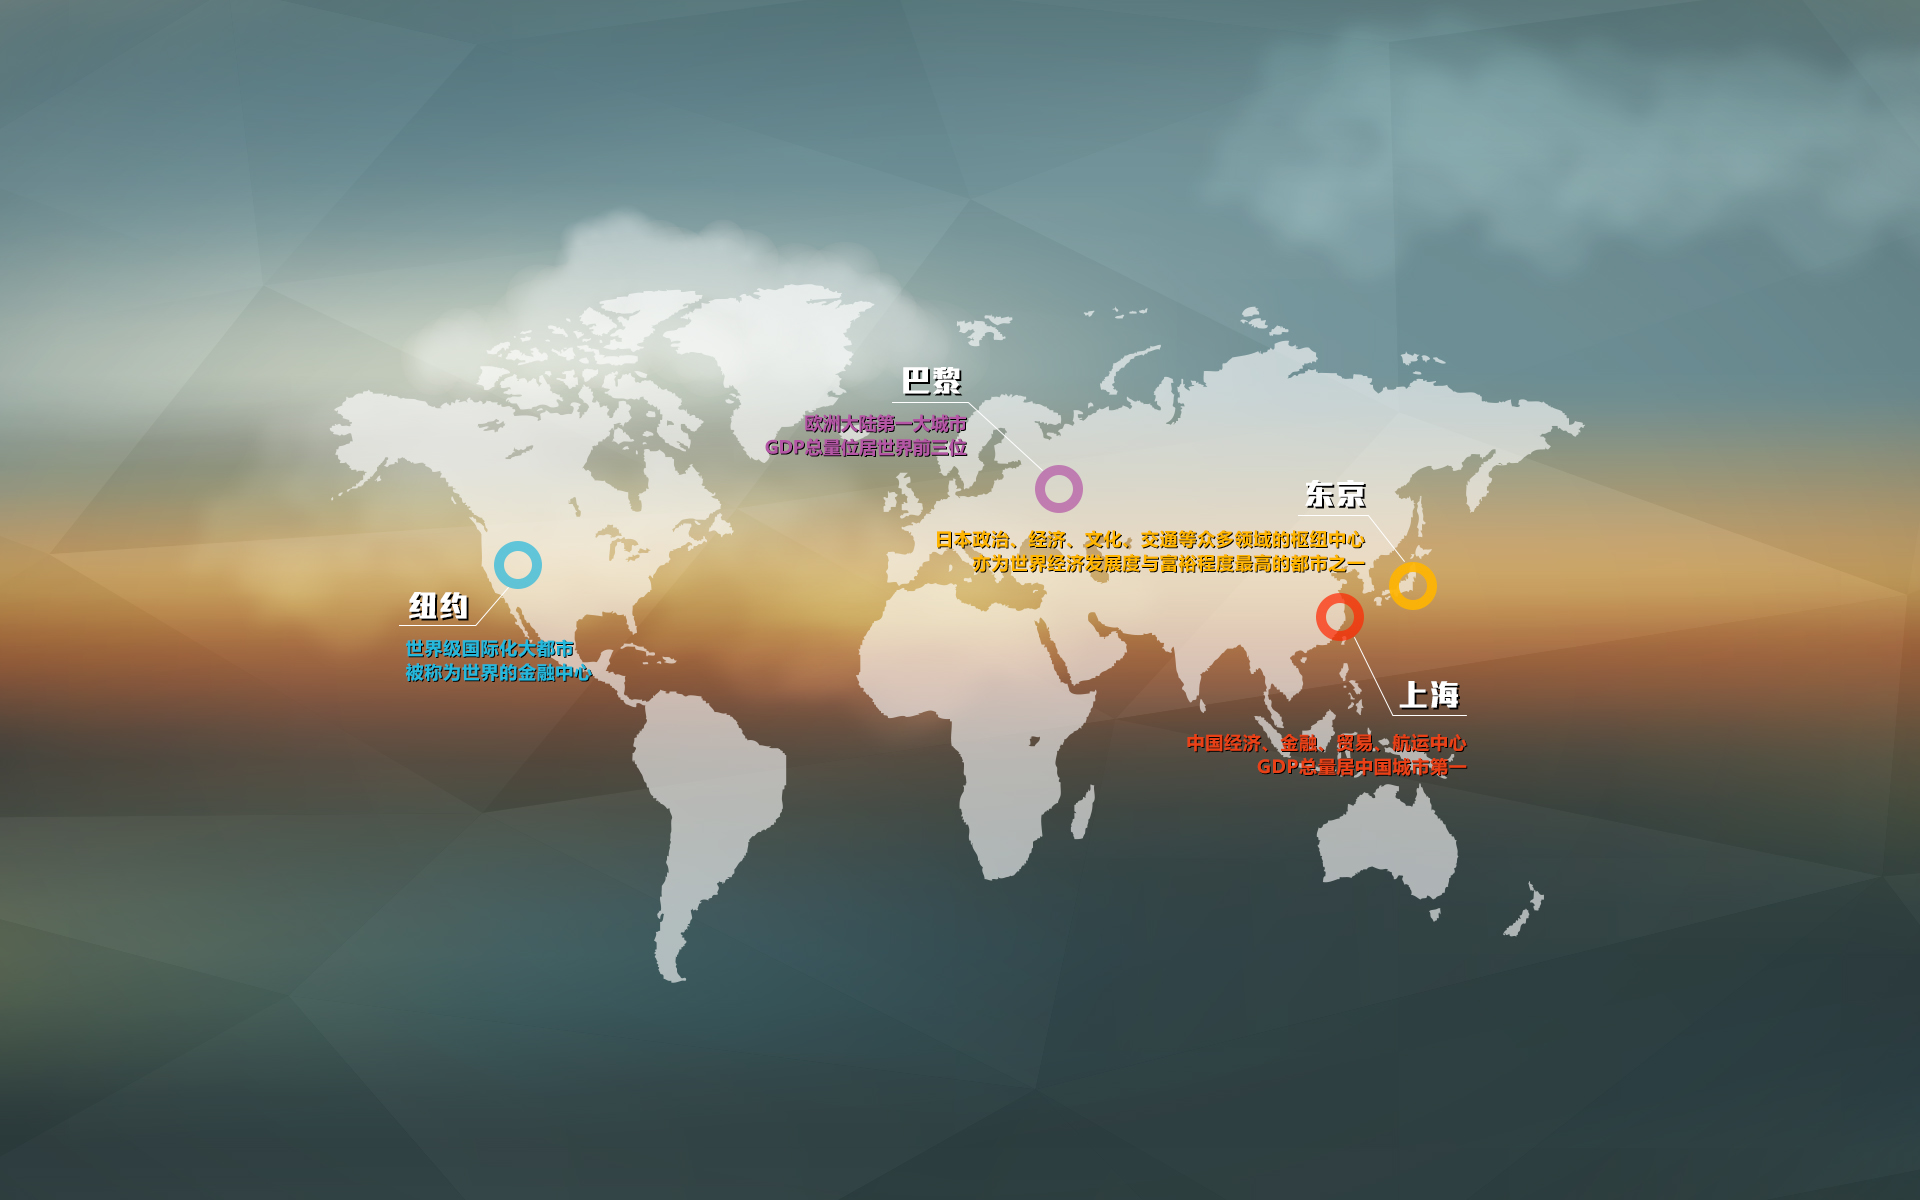 巴黎
欧洲大陆第一大城市
GDP总量位居世界前三位
东京
日本政治、经济、文化、交通等众多领域的枢纽中心
亦为世界经济发展度与富裕程度最高的都市之一
纽约
世界级国际化大都市
被称为世界的金融中心
上海
中国经济、金融、贸易、航运中心
GDP总量居中国城市第一